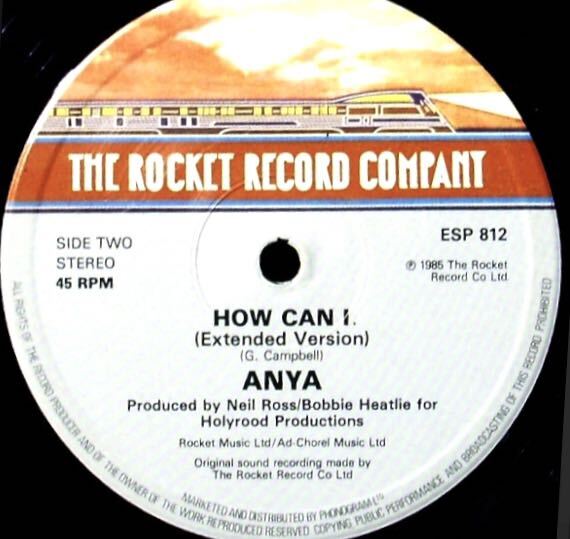 THE ROCKET RECORD COMPANY
SIDE TWO
STEREO
45 RPM
ESP 812
℗ 1985 The Rocket
Record Co Ltd
HOW CAN I.
(Extended Version)
(G. Campbell)
ANYA
Produced by Neil Ross/Bobbie Heatlie for
Holyrood Productions
Rocket Music Ltd/Ad-Chorel Music Ltd
Original sound recording made by
The Rocket Record Co Ltd
MARKETED AND DISTRIBUTED BY PHONOGRAM LTD
ALL RIGHTS OF THE RECORD PRODUCER AND OF THE OWNER OF THE WORK REPRODUCED RESERVED COPYING PUBLIC PERFORMANCE AND BROADCASTING OF THIS RECORD PROHIBITED